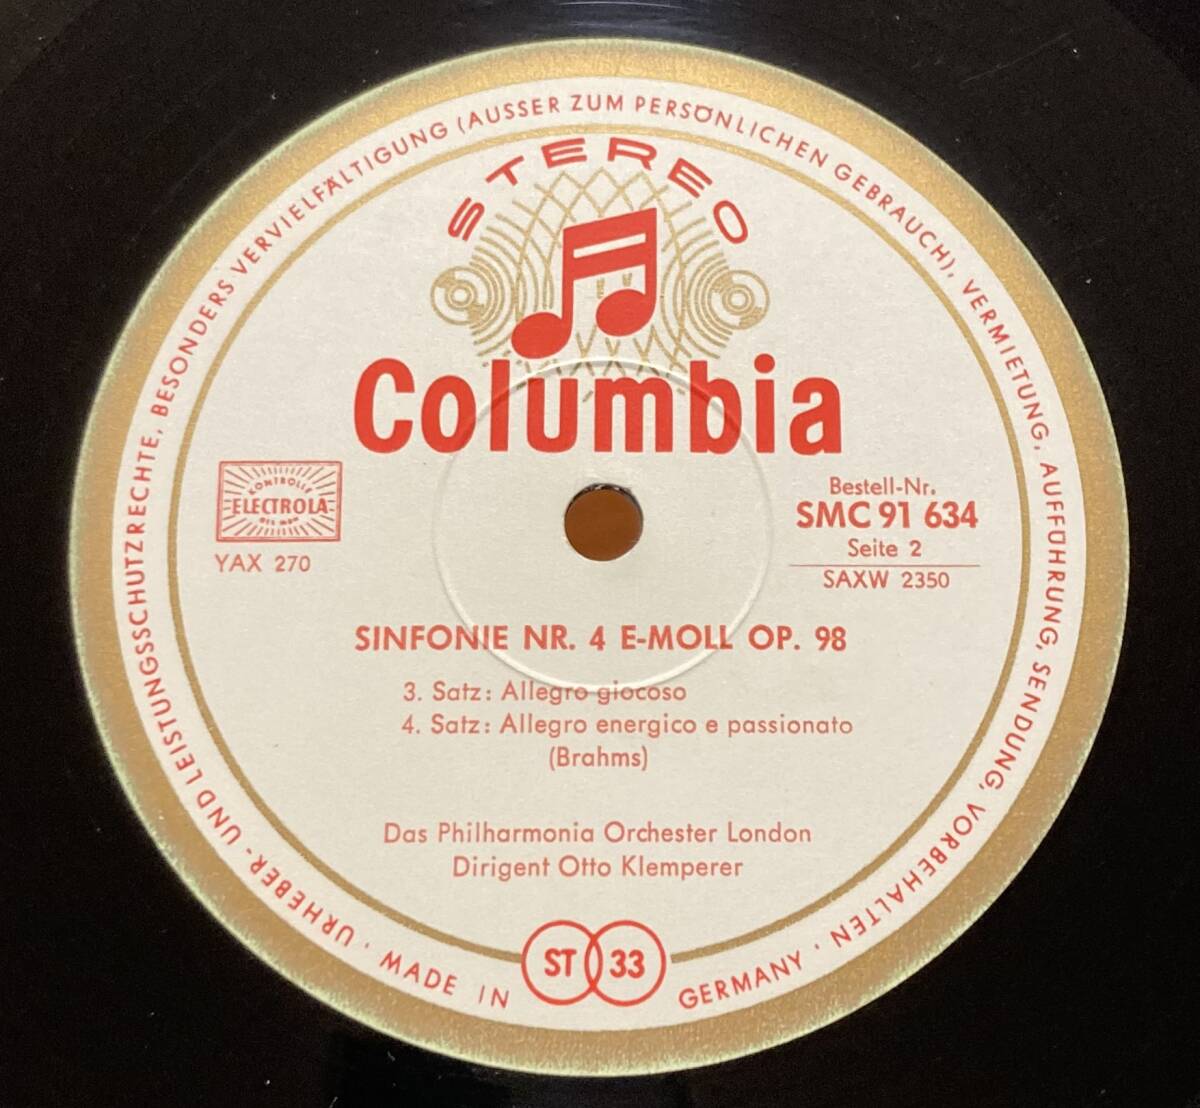 STEREO
Columbia
KONTROLLE
ELECTROLA
YAX 270
Bestell-Nr.
SMC 91 634
Seite 2
SAXW 2350
SINFONIE NR. 4 E-MOLL OP. 98
3. Satz: Allegro giocoso
4. Satz: Allegro energico e passionato
(Brahms)
Das Philharmonia Orchester London
Dirigent Otto Klemperer
ST 33
URHEBER- UND LEISTUNGSSCHUTZRECHTE, BESONDERS VERVIELFÄLTIGUNG (AUSSER ZUM PERSÖNLICHEN GEBRAUCH), VERMIETUNG, AUFFÜHRUNG, SENDUNG, VORBEHALTEN ·
MADE IN GERMANY ·